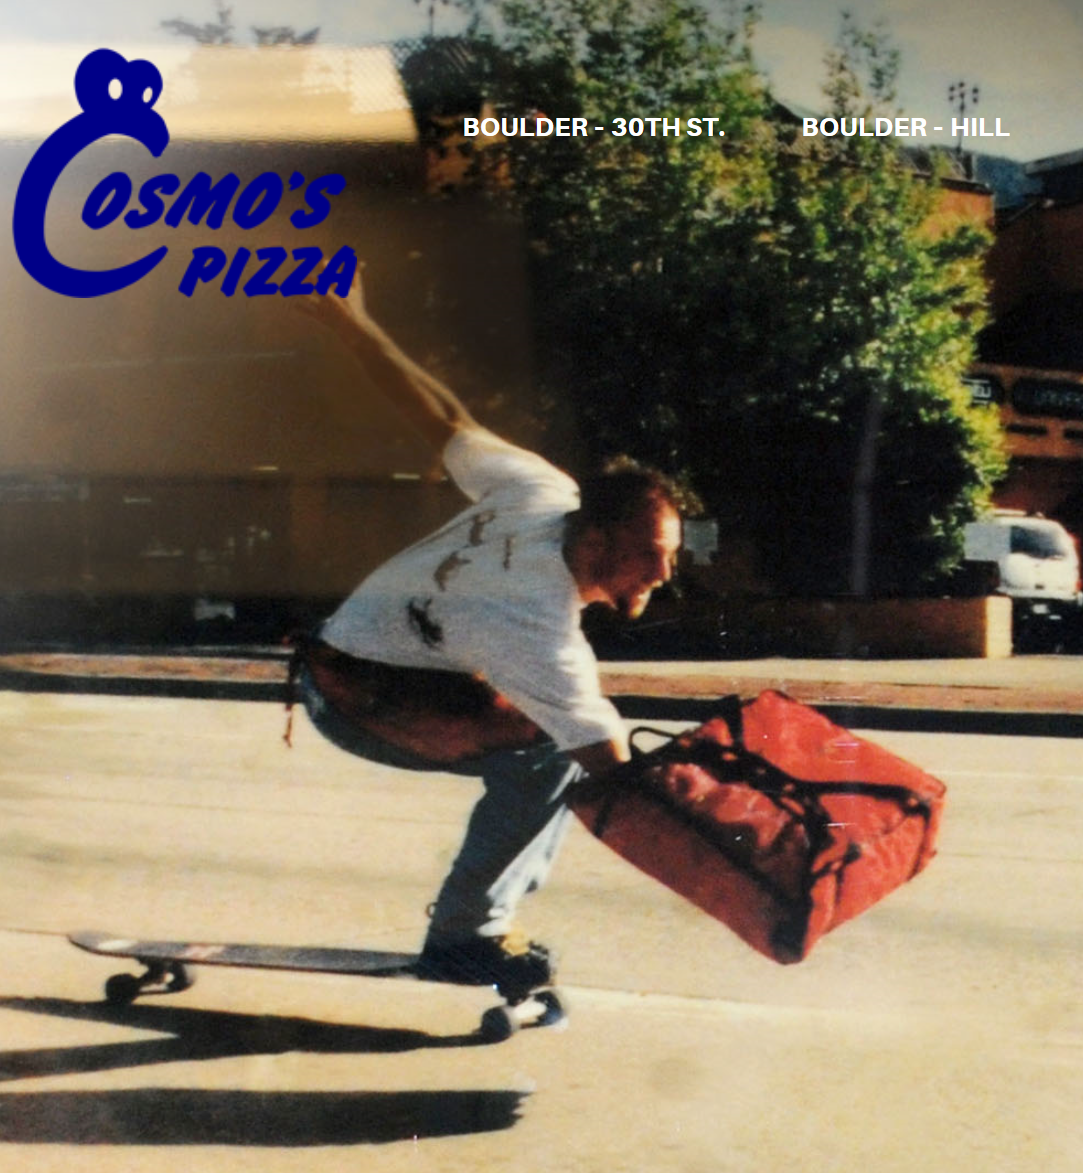 COSMO'S
PIZZA
BOULDER - 30TH ST.
BOULDER - HILL